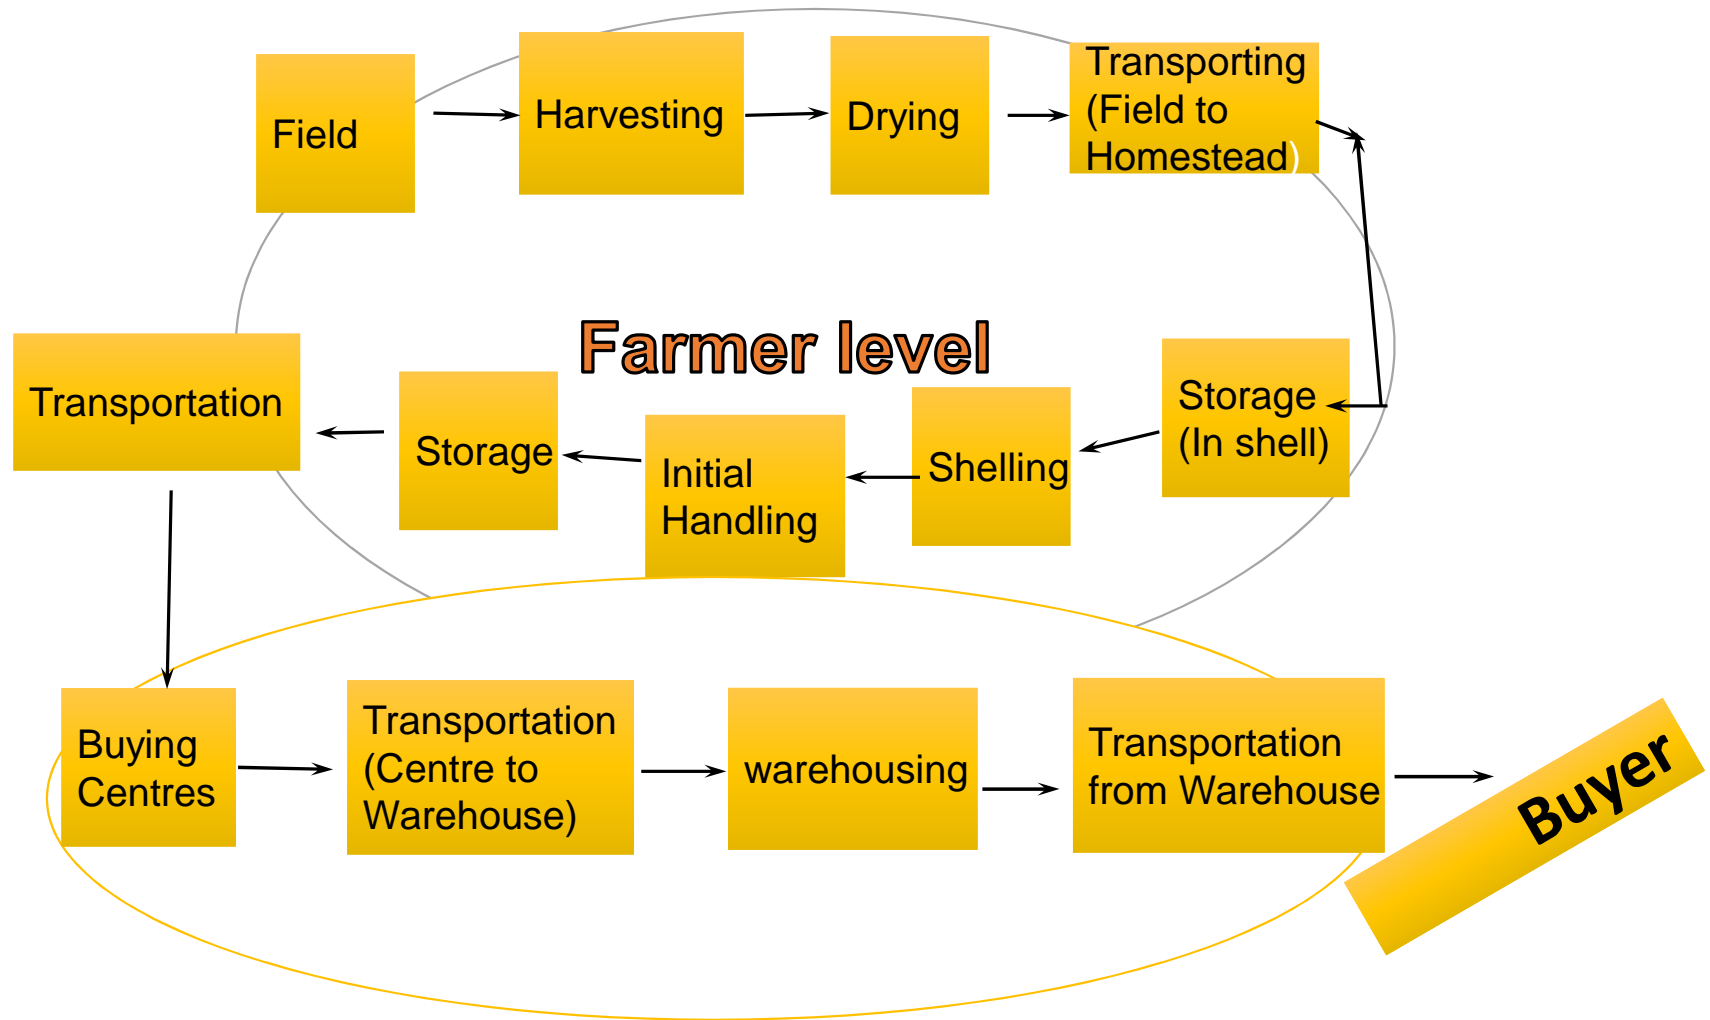 Field
Harvesting
Drying
Transporting
(Field to
Homestead)
Farmer level
Storage
(In shell)
Shelling
Initial
Handling
Storage
Transportation
Buying
Centres
Transportation
(Centre to
Warehouse)
warehousing
Transportation
from Warehouse
Buyer